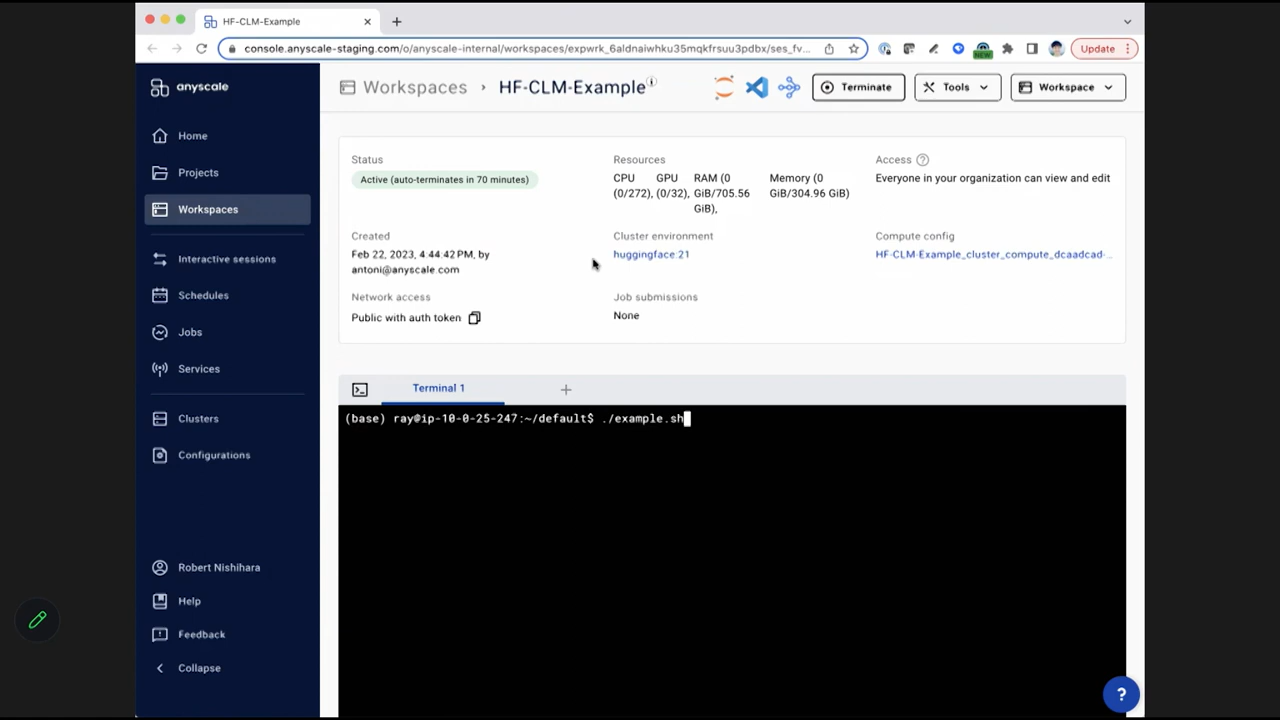 HF-CLM-Example
console.anyscale-staging.com/o/anyscale-internal/workspaces/expwrk_6aldnaiwhku35mqkfrsuu3pdbx/ses_fv...
NEW
Update
anyscale
Workspaces › HF-CLM-Example
Terminate
Tools
Workspace
Home
Projects
Workspaces
Interactive sessions
Schedules
Jobs
Services
Clusters
Configurations
Robert Nishihara
Help
Feedback
Collapse
Status
Active (auto-terminates in 70 minutes)
Resources
CPU GPU RAM (0 Memory (0
(0/272), (0/32), GiB/705.56 GiB/304.96 GiB)
GiB),
Access
Everyone in your organization can view and edit
Created
Feb 22, 2023, 4:44:42 PM, by
antoni@anyscale.com
Cluster environment
huggingface:21
Compute config
HF-CLM-Example_cluster_compute_dcaadcad-...
Network access
Public with auth token
Job submissions
None
Terminal 1
(base) ray@ip-10-0-25-247:~/default$ ./example.sh